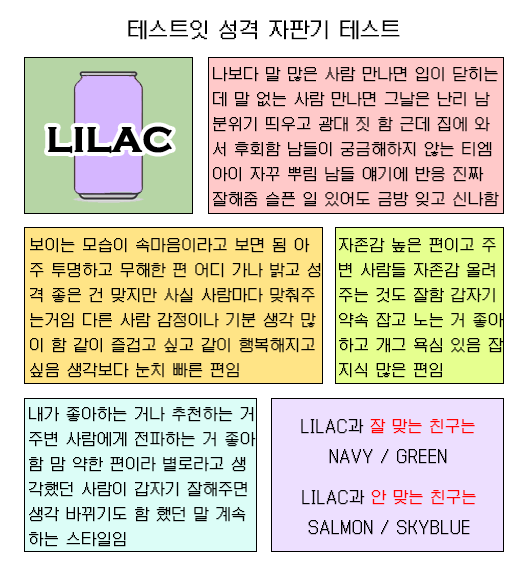 테스트잇 성격 자판기 테스트
LILAC
나보다 말 많은 사람 만나면 입이 닫히는
데 말 없는 사람 만나면 그날은 난리 남
분위기 띄우고 광대 짓 함 근데 집에 와
서 후회함 남들이 궁금해하지 않는 티엠
아이 자꾸 뿌림 남들 얘기에 반응 진짜
잘해줌 슬픈 일 있어도 금방 잊고 신나함
보이는 모습이 속마음이라고 보면 됨 아
주 투명하고 무해한 편 어디 가나 밝고 성
격 좋은 건 맞지만 사실 사람마다 맞춰주
는거임 다른 사람 감정이나 기분 생각 많
이 함 같이 즐겁고 싶고 같이 행복해지고
싶음 생각보다 눈치 빠른 편임
자존감 높은 편이고 주
변 사람들 자존감 올려
주는 것도 잘함 갑자기
약속 잡고 노는 거 좋아
하고 개그 욕심 있음 잡
지식 많은 편임
내가 좋아하는 거나 추천하는 거
주변 사람에게 전파하는 거 좋아
함 맘 약한 편이라 별로라고 생
각했던 사람이 갑자기 잘해주면
생각 바뀌기도 함 했던 말 계속
하는 스타일임
LILAC과 잘 맞는 친구는
NAVY / GREEN
LILAC과 안 맞는 친구는
SALMON / SKYBLUE